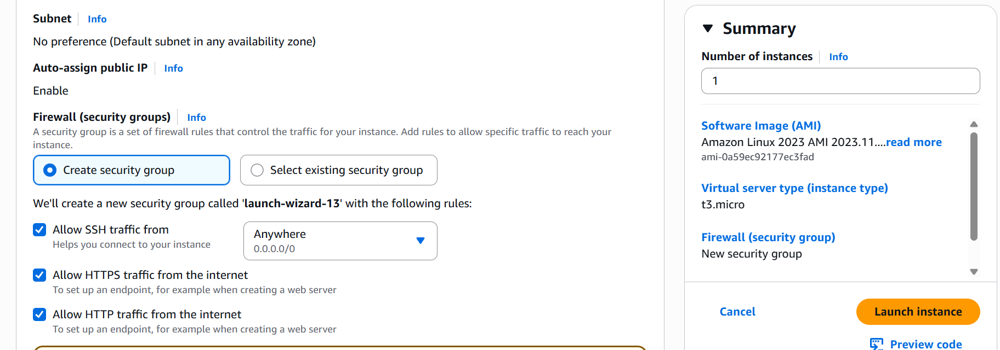 Subnet Info
No preference (Default subnet in any availability zone)
Auto-assign public IP Info
Enable
Firewall (security groups) Info
A security group is a set of firewall rules that control the traffic for your instance. Add rules to allow specific traffic to reach your
instance.
Create security group
Select existing security group
We'll create a new security group called 'launch-wizard-13' with the following rules:
Allow SSH traffic from
Helps you connect to your instance
Anywhere
0.0.0.0/0
Allow HTTPS traffic from the internet
To set up an endpoint, for example when creating a web server
Allow HTTP traffic from the internet
To set up an endpoint, for example when creating a web server
Summary
Number of instances Info
1
Software Image (AMI)
Amazon Linux 2023 AMI 2023.11....read more
ami-0a59ec92177ec3fad
Virtual server type (instance type)
t3.micro
Firewall (security group)
New security group
Cancel
Launch instance
Preview code